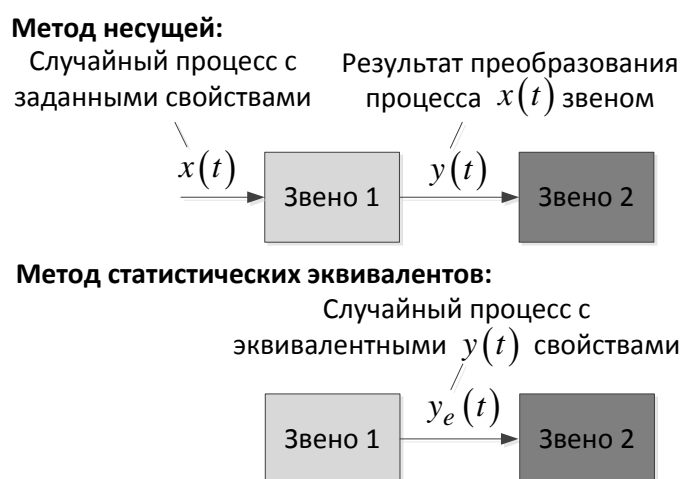 Метод несущей:
Случайный процесс с Результат преобразования
заданными свойствами процесса x(t) звеном
x(t) Звено 1 y(t) Звено 2
Метод статистических эквивалентов:
Случайный процесс с
эквивалентными y(t) свойствами
Звено 1 y_e(t) Звено 2